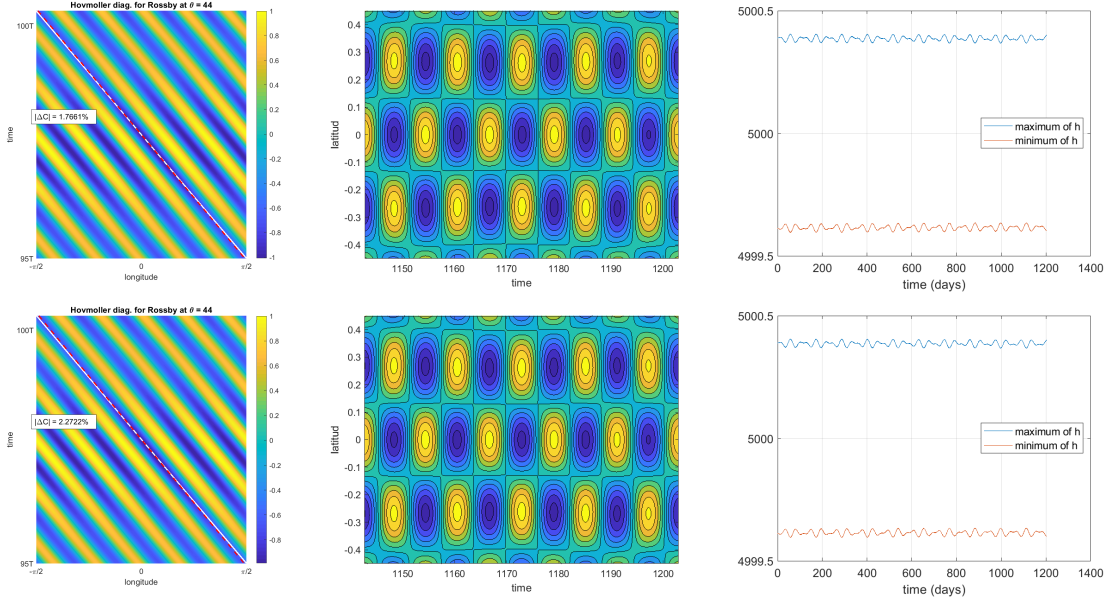 Hovmoller diag. for Rossby at θ = 44
100T
95T
time
|ΔC| = 1.7661%
−π/2
0
π/2
longitude
1
0.8
0.6
0.4
0.2
0
-0.2
-0.4
-0.6
-0.8
-1
latitud
0.4
0.3
0.2
0.1
0
-0.1
-0.2
-0.3
-0.4
1150
1160
1170
1180
1190
1200
time
5000.5
5000
4999.5
maximum of h
minimum of h
0
200
400
600
800
1000
1200
1400
time (days)
Hovmoller diag. for Rossby at θ = 44
100T
95T
time
|ΔC| = 2.2722%
−π/2
0
π/2
longitude
1
0.8
0.6
0.4
0.2
0
-0.2
-0.4
-0.6
-0.8
-1
latitud
0.4
0.3
0.2
0.1
0
-0.1
-0.2
-0.3
-0.4
1150
1160
1170
1180
1190
1200
time
5000.5
5000
4999.5
maximum of h
minimum of h
0
200
400
600
800
1000
1200
1400
time (days)